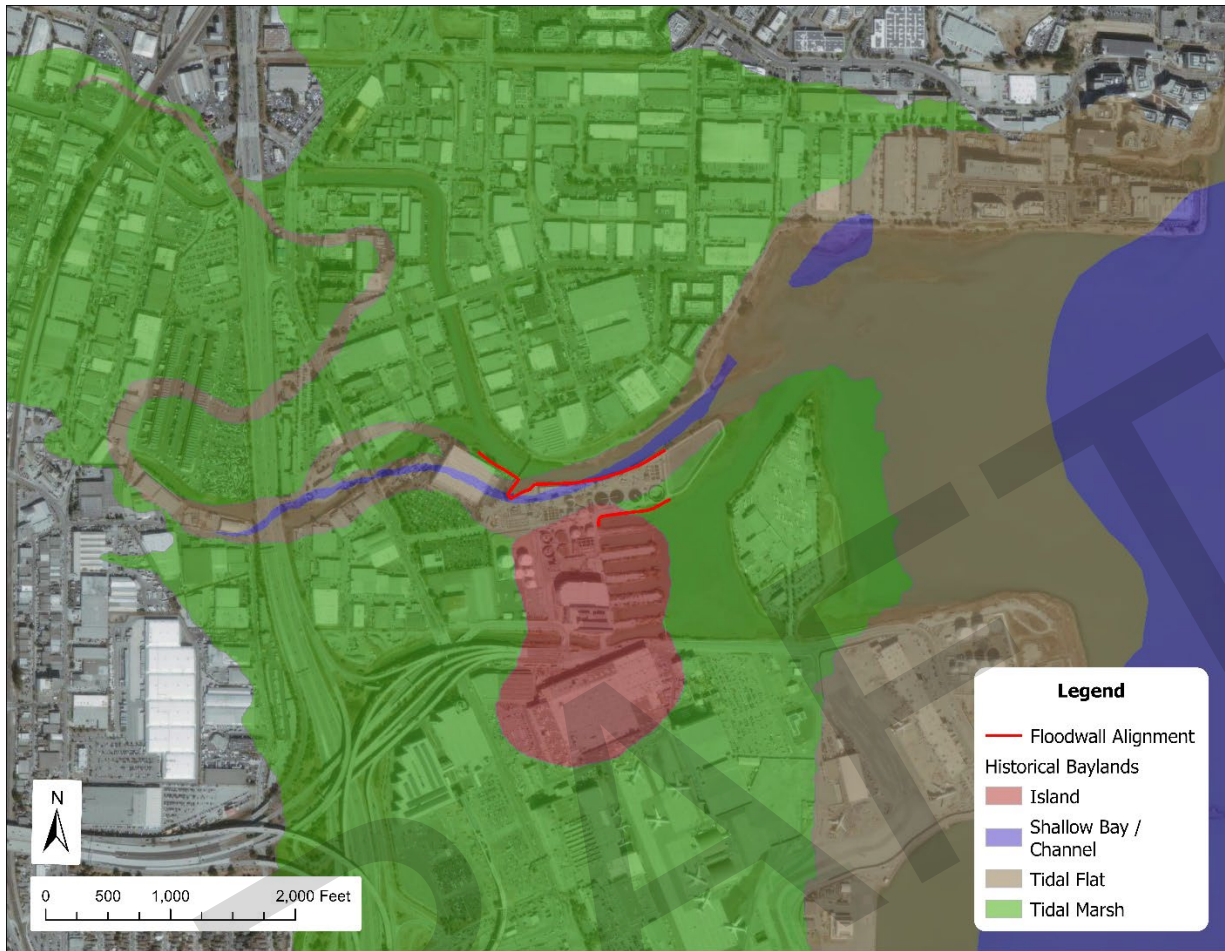 Legend
Floodwall Alignment
Historical Baylands
Island
Shallow Bay /
Channel
Tidal Flat
Tidal Marsh
N
0 500 1,000 2,000 Feet